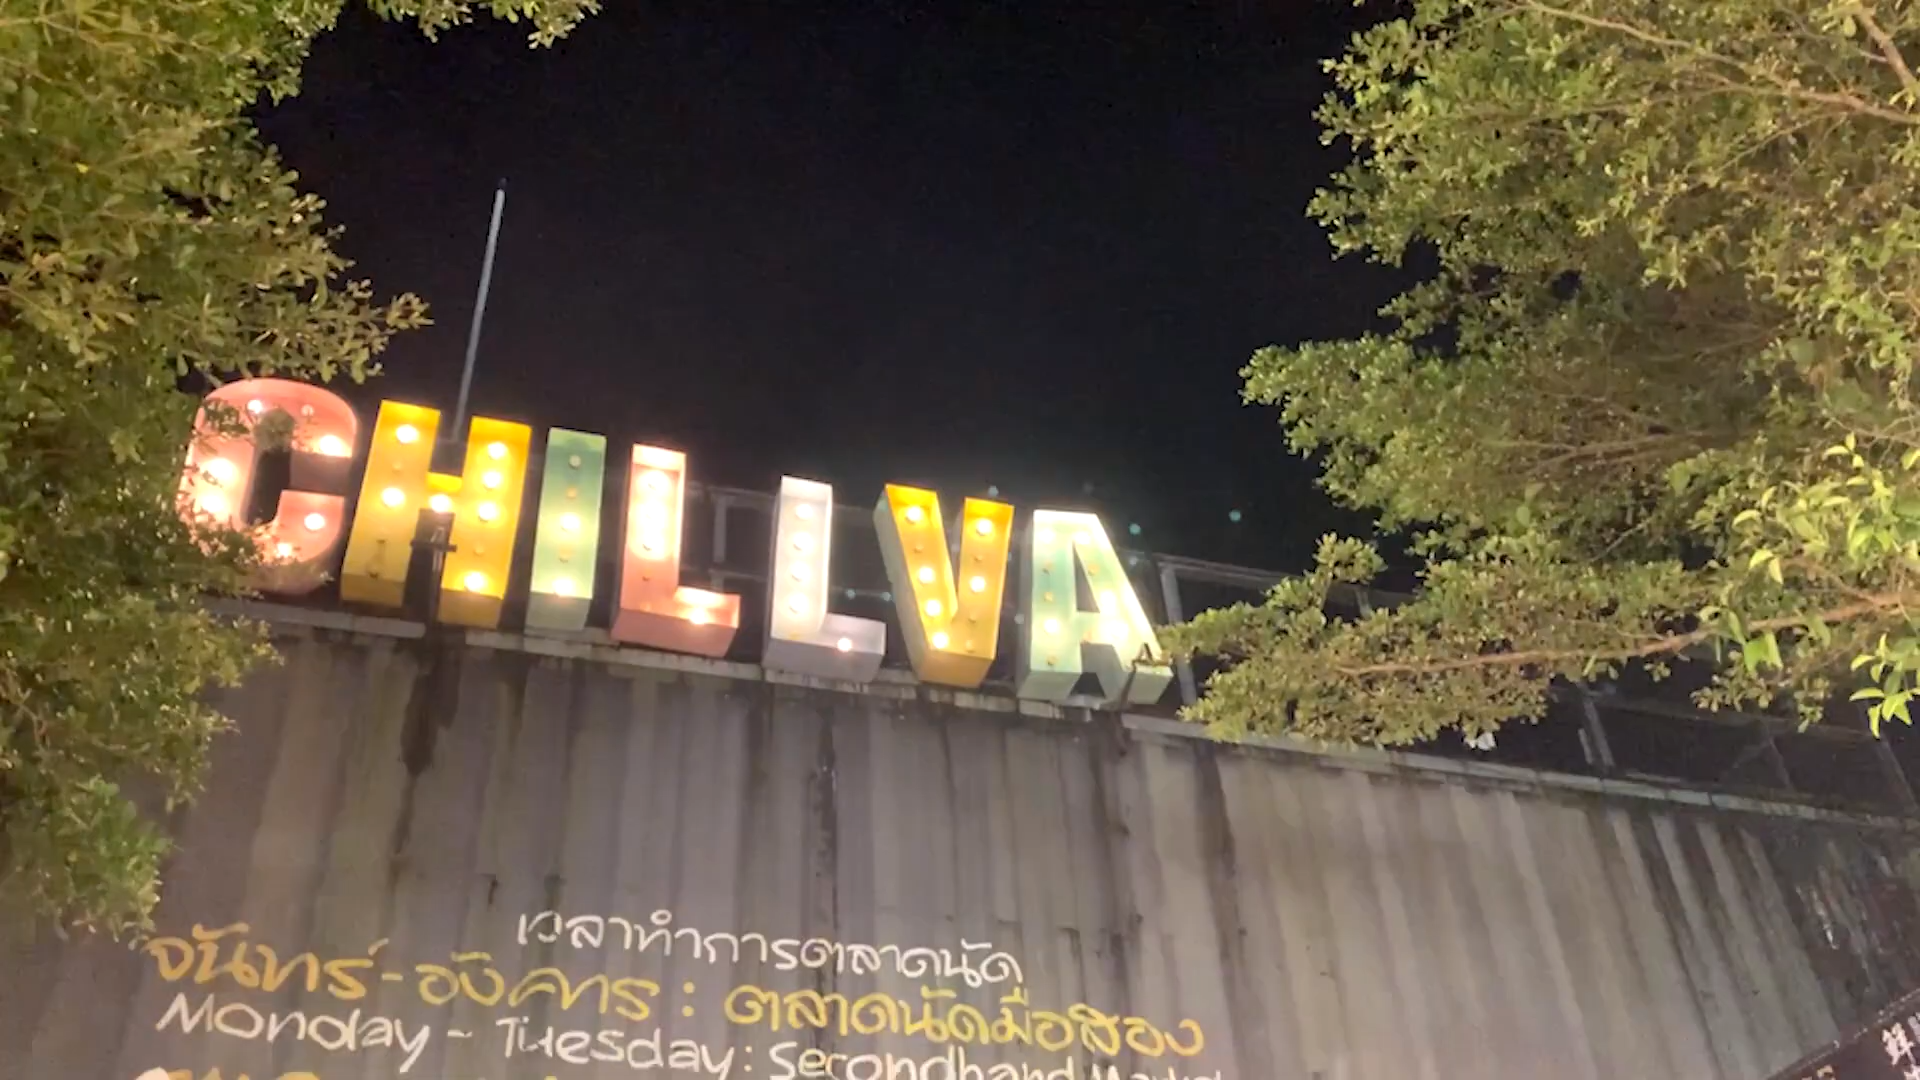 CHILLVA
เวลาทำการตลาดนัด
จันทร์-อังคาร : ตลาดนัดมือสอง
Monday - Tuesday : Secondhand Market
鮮